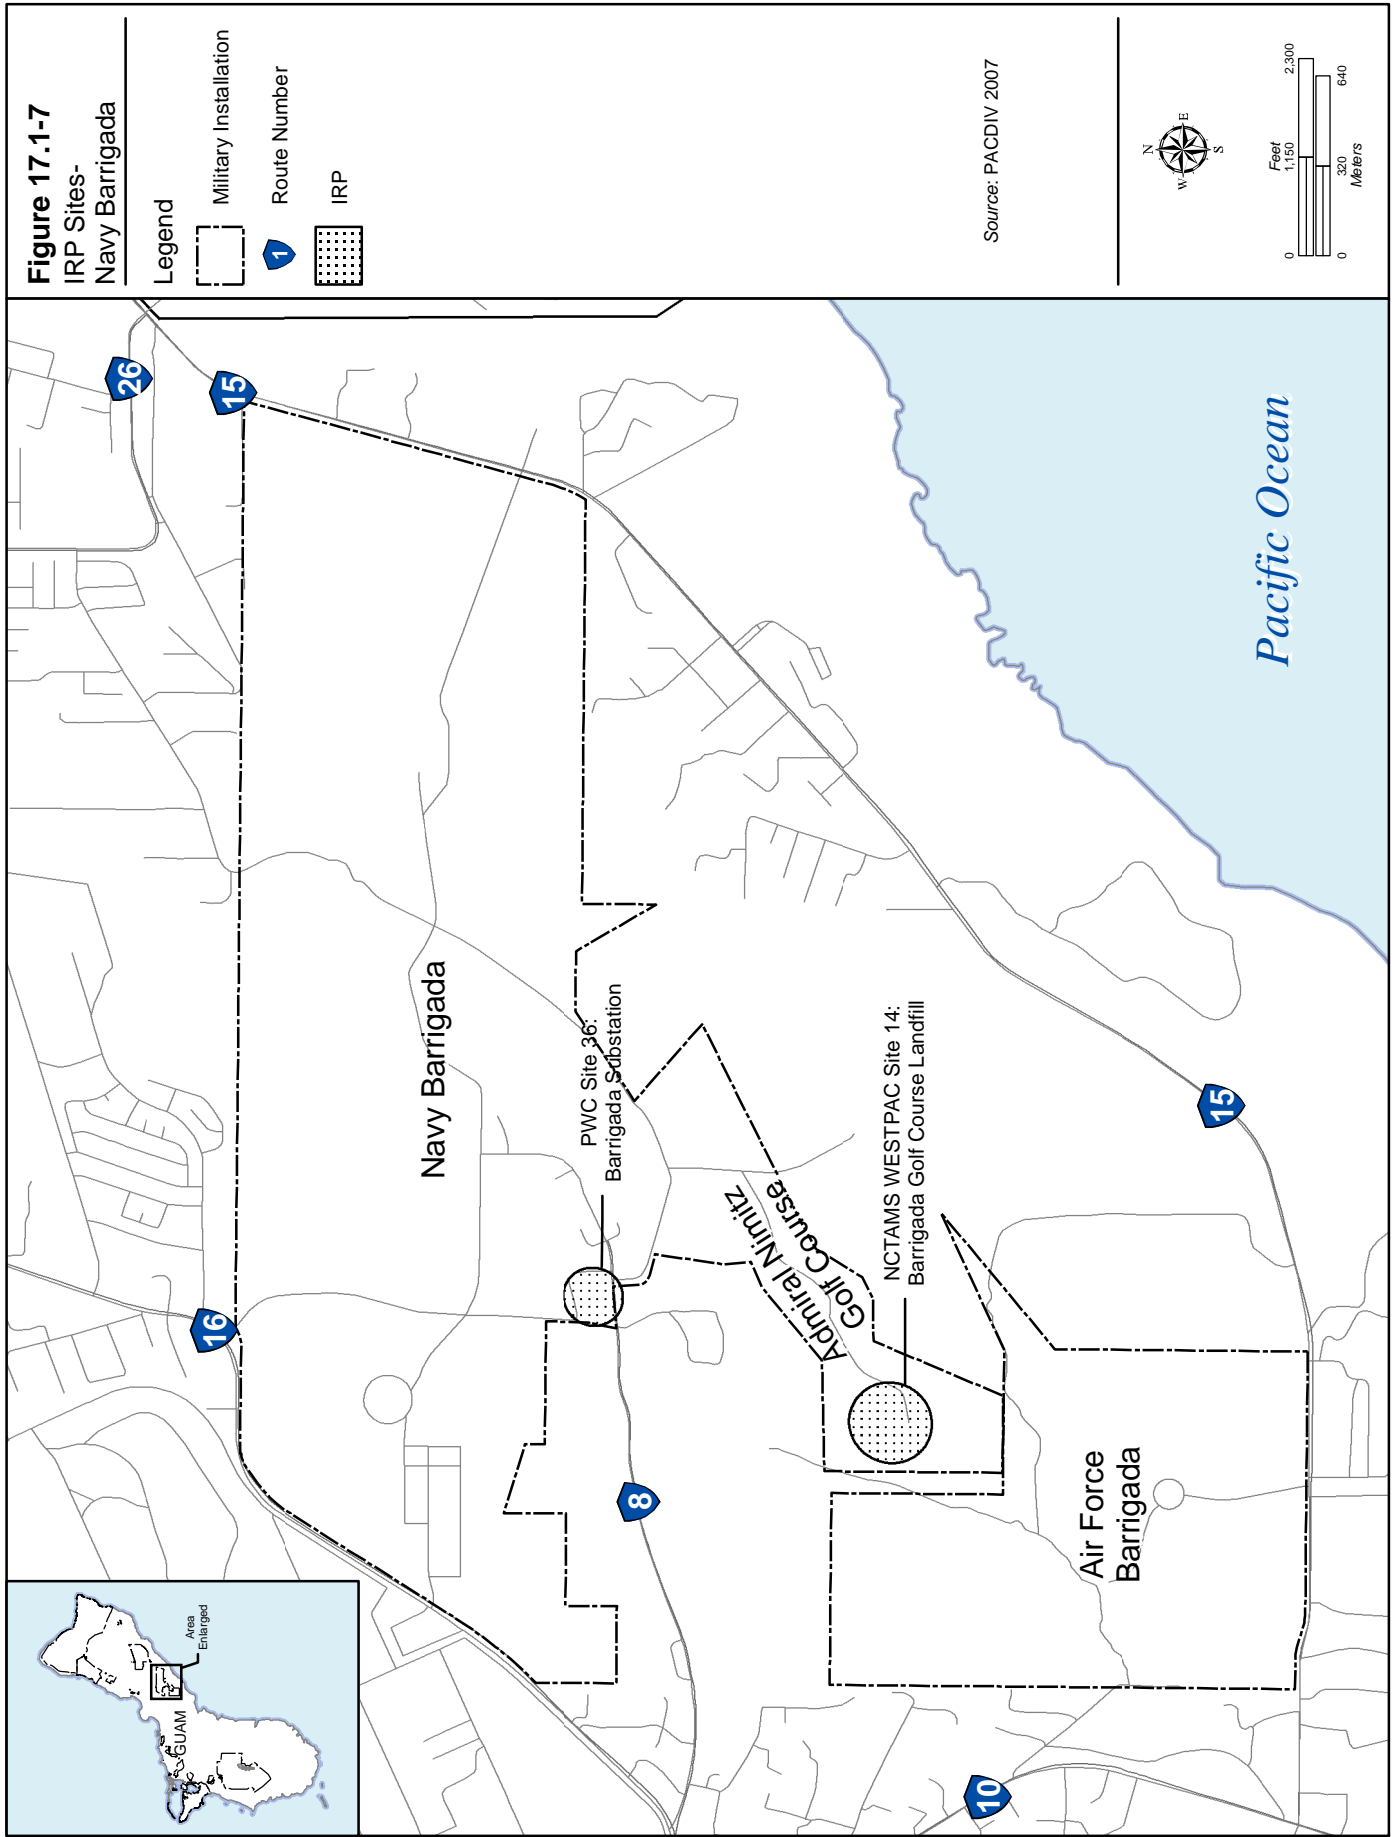 Figure 17.1-7
IRP Sites-
Navy Barrigada
Legend
Military Installation
1
Route Number
IRP
Source: PACDIV 2007
N
W
E
S
Feet
0
1,150
2,300
0
320
640
Meters
26
15
16
Navy Barrigada
PWC Site 36:
Barrigada Substation
8
Admiral Nimitz
Golf Course
NCTAMS WESTPAC Site 14:
Barrigada Golf Course Landfill
Air Force
Barrigada
15
10
Pacific Ocean
GUAM
Area
Enlarged